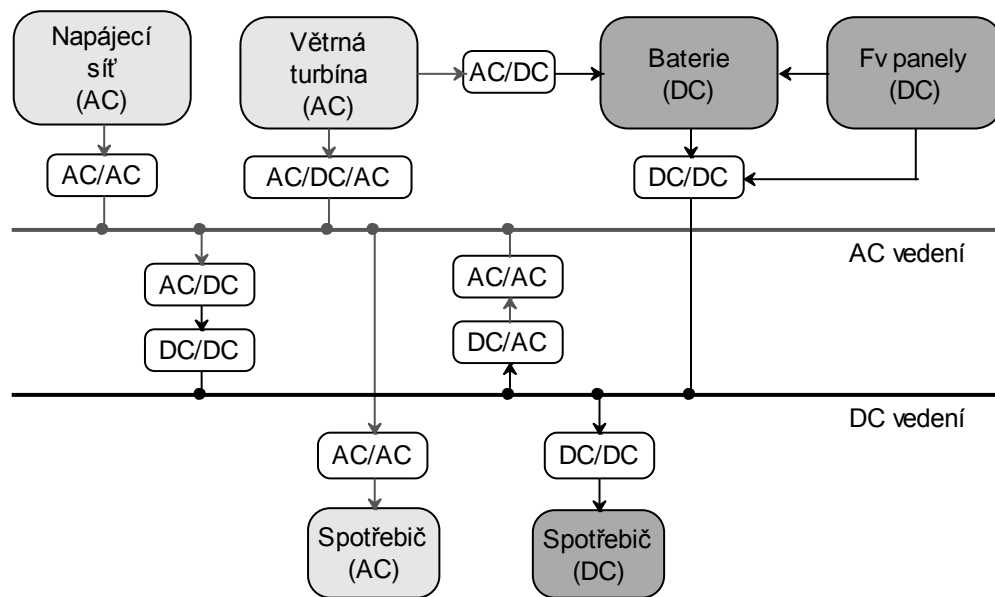 Napájecí
síť
(AC)
Větrná
turbína
(AC)
AC/DC
Baterie
(DC)
Fv panely
(DC)
AC/AC
AC/DC/AC
DC/DC
AC vedení
AC/DC
AC/AC
DC/DC
DC/AC
DC vedení
AC/AC
DC/DC
Spotřebič
(AC)
Spotřebič
(DC)